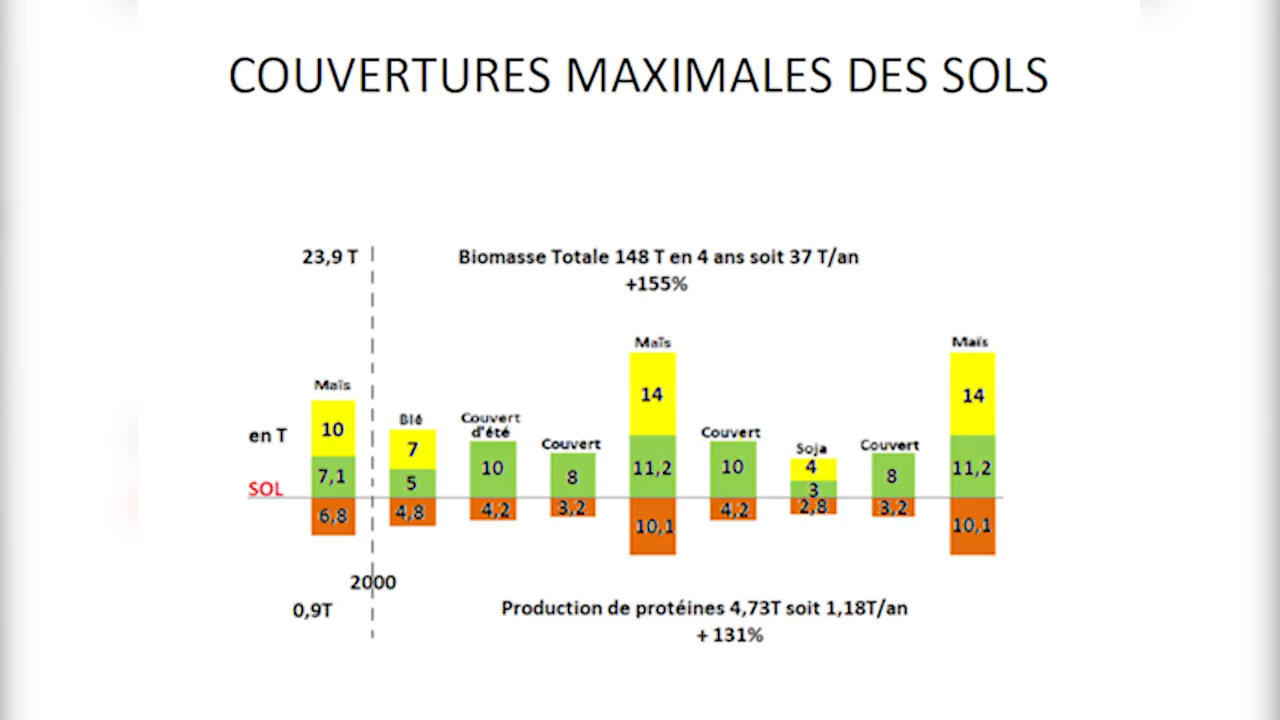 COUVERTURES MAXIMALES DES SOLS
23,9 T
Biomasse Totale 148 T en 4 ans soit 37 T/an
+155%
Maïs
Maïs
Maïs
Blé
Couvert
d'été
Couvert
Couvert
Soja
Couvert
en T
10
7
14
4
14
7,1
5
10
8
11,2
10
3
8
11,2
SOL
6,8
4,8
4,2
3,2
10,1
4,2
2,8
3,2
10,1
2000
0,9T
Production de protéines 4,73T soit 1,18T/an
+ 131%